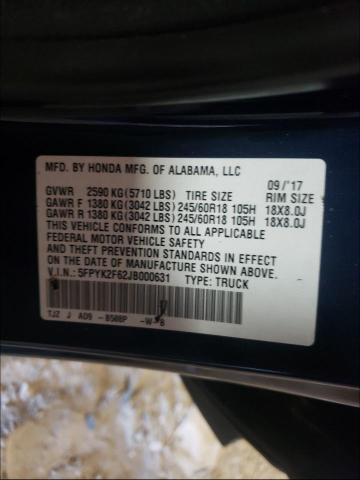 MFD. BY HONDA MFG. OF ALABAMA, LLC 09/'17
GVWR 2590 KG(5710 LBS) TIRE SIZE RIM SIZE
GAWR F 1380 KG(3042 LBS)245/60R18 105H 18X8.0J
GAWR R 1380 KG(3042 LBS)245/60R18 105H 18X8.0J
THIS VEHICLE CONFORMS TO ALL APPLICABLE
FEDERAL MOTOR VEHICLE SAFETY
AND THEFT PREVENTION STANDARDS IN EFFECT
ON THE DATE OF MANUFACTURE SHOWN ABOVE
V.I.N.: 5FPYK2F62JB000631 TYPE: TRUCK
TJZ J AD9 -B588P -W- B